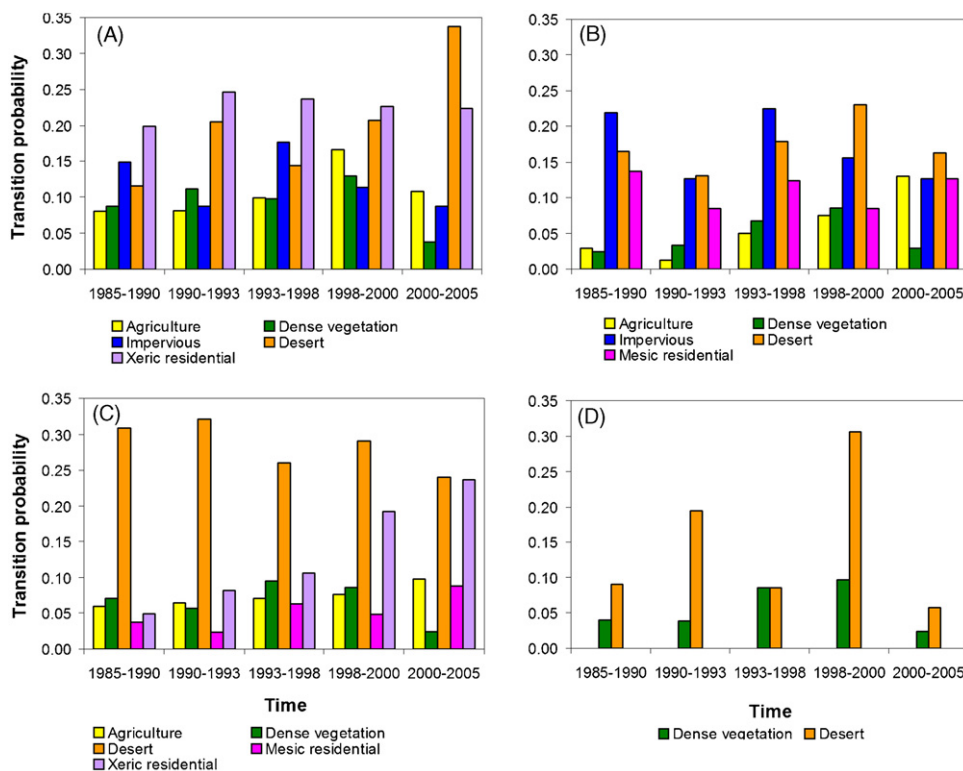 (A)
Transition probability
0.35
0.30
0.25
0.20
0.15
0.10
0.05
0.00
1985-1990 1990-1993 1993-1998 1998-2000 2000-2005
Agriculture Dense vegetation
Impervious Desert
Xeric residential
(B)
0.35
0.30
0.25
0.20
0.15
0.10
0.05
0.00
1985-1990 1990-1993 1993-1998 1998-2000 2000-2005
Agriculture Dense vegetation
Impervious Desert
Mesic residential
(C)
Transition probability
0.35
0.30
0.25
0.20
0.15
0.10
0.05
0.00
1985-1990 1990-1993 1993-1998 1998-2000 2000-2005
Time
Agriculture Dense vegetation
Desert Mesic residential
Xeric residential
(D)
0.35
0.30
0.25
0.20
0.15
0.10
0.05
0.00
1985-1990 1990-1993 1993-1998 1998-2000 2000-2005
Time
Dense vegetation Desert